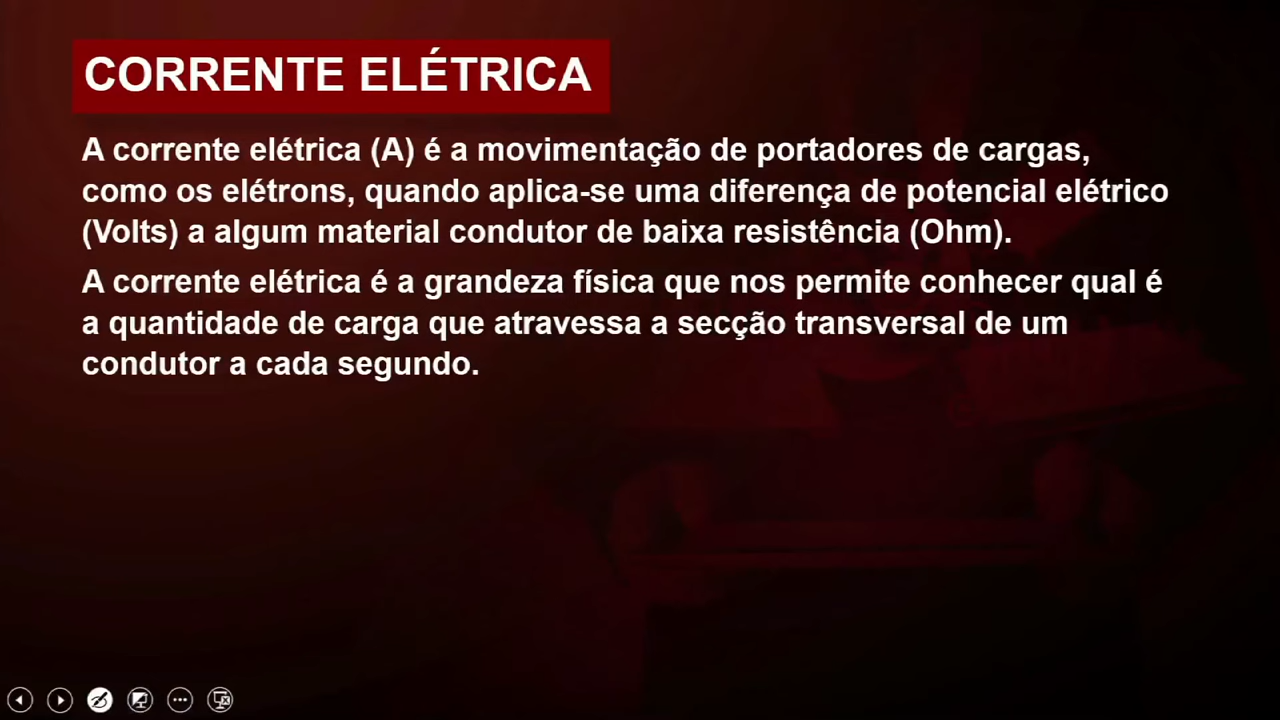 CORRENTE ELÉTRICA
A corrente elétrica (A) é a movimentação de portadores de cargas,
como os elétrons, quando aplica-se uma diferença de potencial elétrico
(Volts) a algum material condutor de baixa resistência (Ohm).
A corrente elétrica é a grandeza física que nos permite conhecer qual é
a quantidade de carga que atravessa a secção transversal de um
condutor a cada segundo.